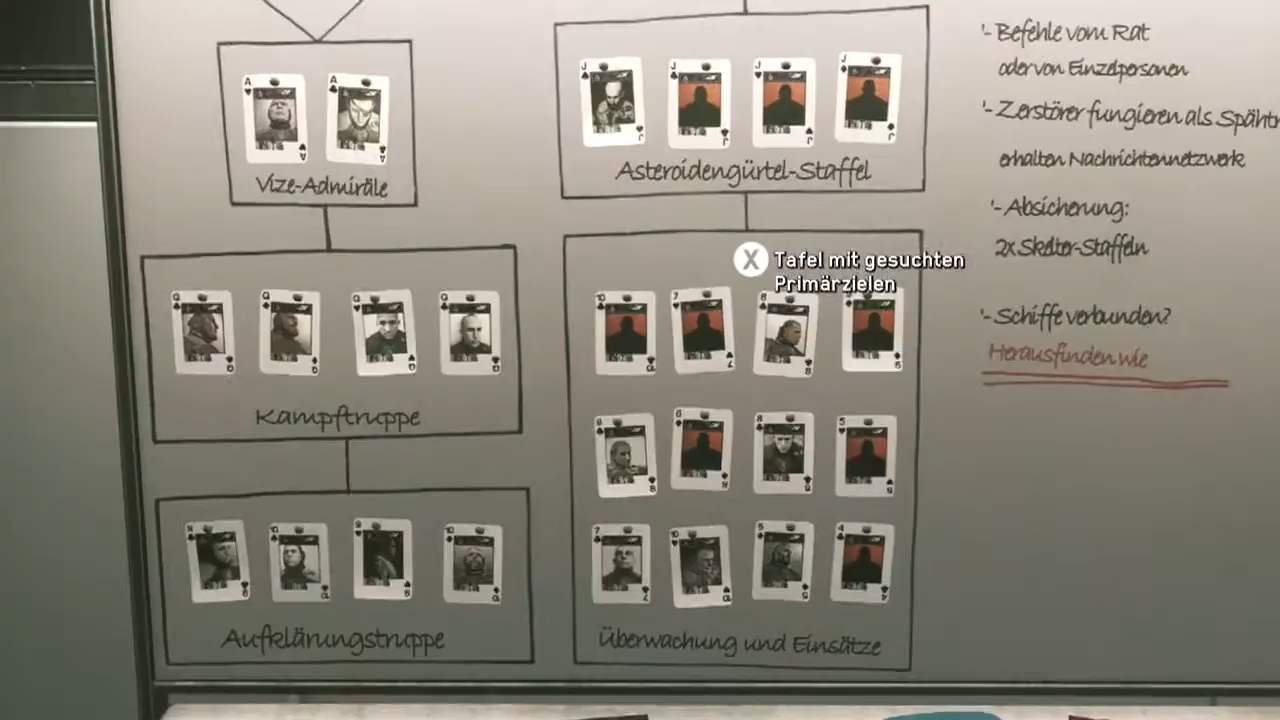 Vize-Admiräle
Kampftruppe
Aufklärungstruppe
Asteroidengürtel-Staffel
X Tafel mit gesuchten
Primärzielen
Überwachung und Einsätze
'- Befehle vom Rat
oder von Einzelpersonen
'- Zerstörer fungieren als Späht
erhalten Nachrichtennetzwerk
'- Absicherung:
2x Skelter-Staffeln
'- Schiffe verbunden?
Herausfinden wie